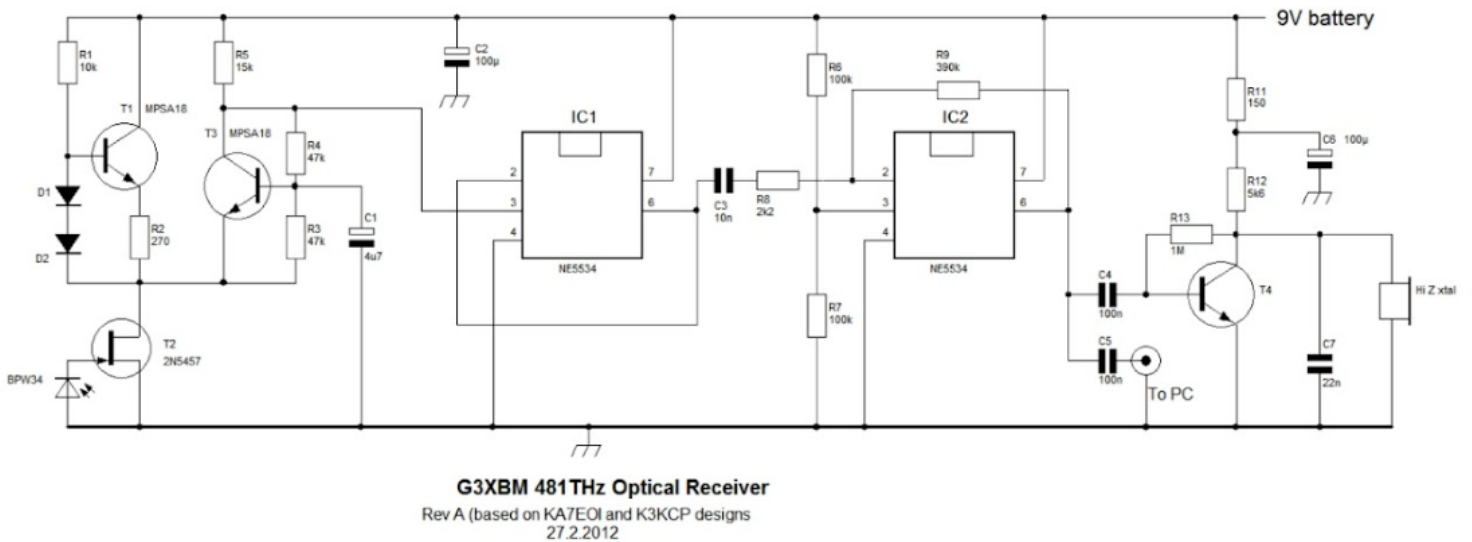 9V battery
R1
10k
R5
15k
C2
100µ
R6
100k
R9
390k
R11
150
T1 MPSA18
T3 MPSA18
R4
47k
IC1
IC2
C6 100µ
D1
D2
R2
270
R3
47k
C1
4u7
2
3
4
7
6
NE5534
C3
10n
R8
2k2
2
3
4
7
6
NE5534
R12
5k6
R13
1M
T4
Hi Z xtal
R7
100k
C4
100n
C5
100n
To PC
C7
22n
T2
2N5457
BPW34
G3XBM 481THz Optical Receiver
Rev A (based on KA7EOI and K3KCP designs
27.2.2012